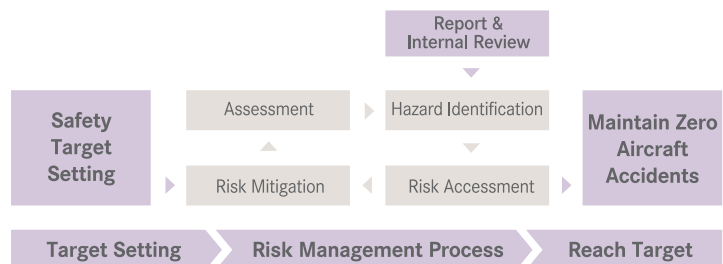 Report &
Internal Review
Safety
Target
Setting
Assessment
Hazard Identification
Risk Mitigation
Risk Accessment
Maintain Zero
Aircraft
Accidents
Target Setting
Risk Management Process
Reach Target